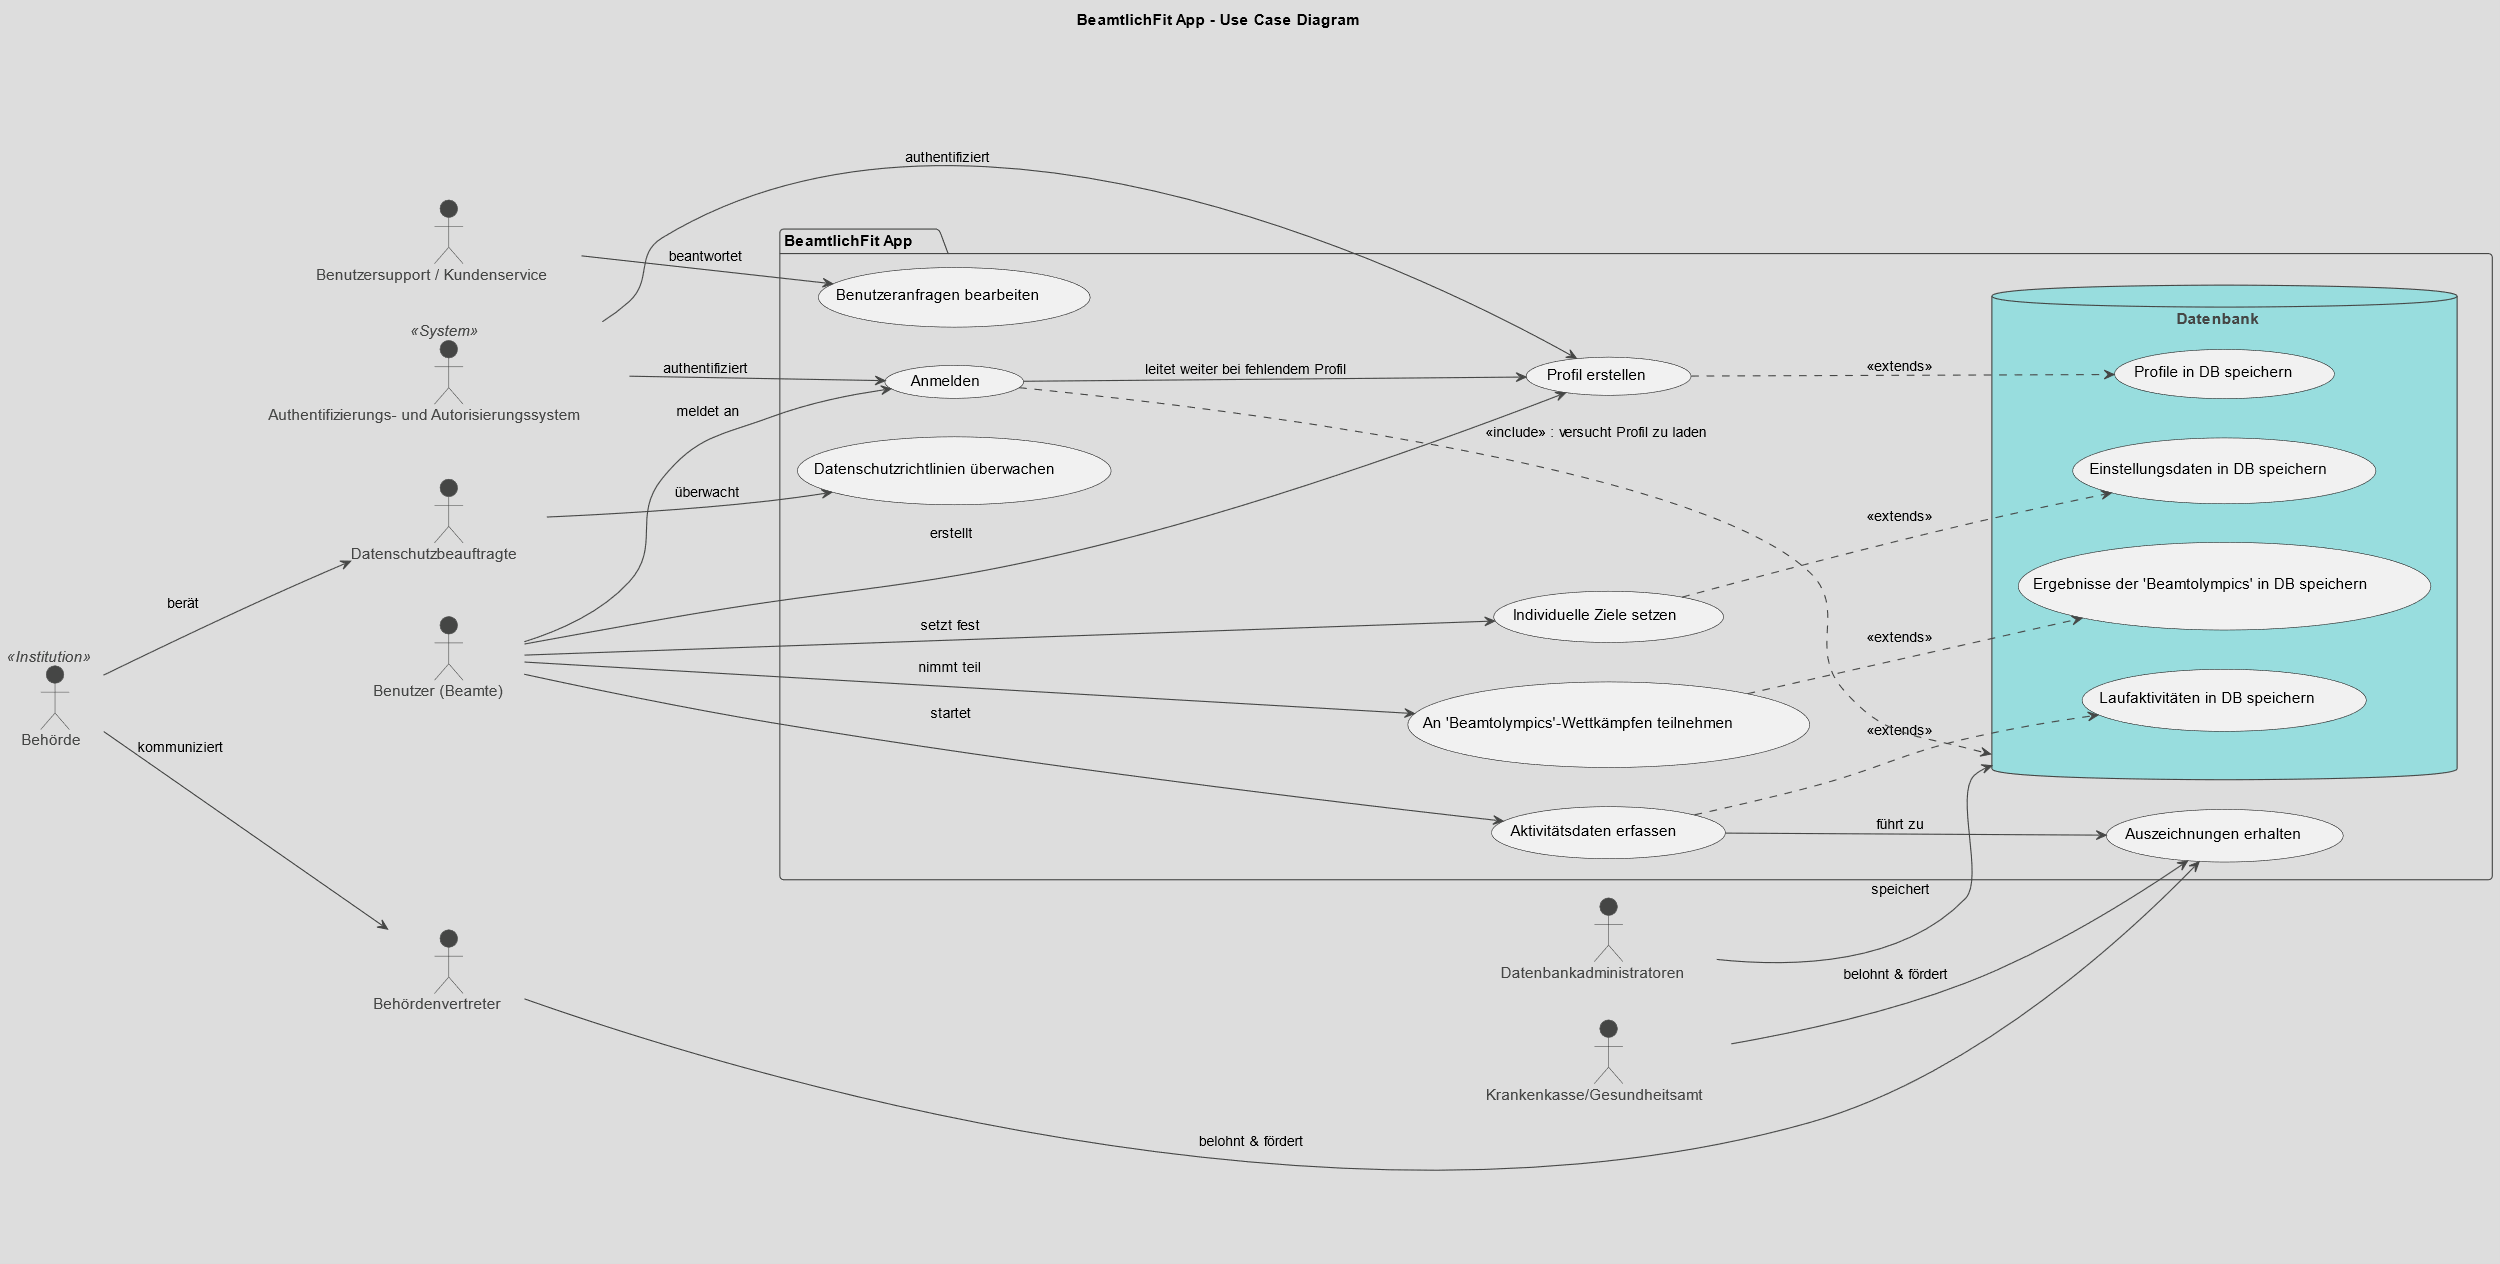 BeamtlichFit App - Use Case Diagram
authentifiziert
Benutzersupport / Kundenservice
beantwortet
BeamtlichFit App
Benutzeranfragen bearbeiten
Datenbank
«System»
Authentifizierungs- und Autorisierungssystem
authentifiziert
Anmelden
leitet weiter bei fehlendem Profil
Profil erstellen
«extends»
Profile in DB speichern
meldet an
«include» : versucht Profil zu laden
Datenschutzrichtlinien überwachen
Einstellungsdaten in DB speichern
überwacht
«extends»
Datenschutzbeauftragte
erstellt
Ergebnisse der 'Beamtolympics' in DB speichern
berät
Individuelle Ziele setzen
setzt fest
«extends»
«Institution»
nimmt teil
Benutzer (Beamte)
Laufaktivitäten in DB speichern
startet
An 'Beamtolympics'-Wettkämpfen teilnehmen
«extends»
Behörde
kommuniziert
führt zu
Aktivitätsdaten erfassen
Auszeichnungen erhalten
speichert
Datenbankadministratoren
belohnt & fördert
Behördenvertreter
Krankenkasse/Gesundheitsamt
belohnt & fördert